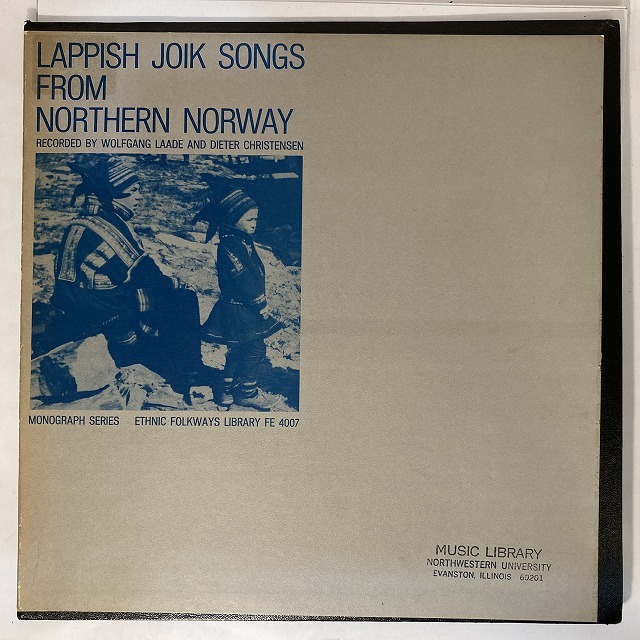 LAPPISH JOIK SONGS
FROM
NORTHERN NORWAY
RECORDED BY WOLFGANG LAADE AND DIETER CHRISTENSEN
MONOGRAPH SERIES ETHNIC FOLKWAYS LIBRARY FE 4007
MUSIC LIBRARY
NORTHWESTERN UNIVERSITY
EVANSTON, ILLINOIS 60201